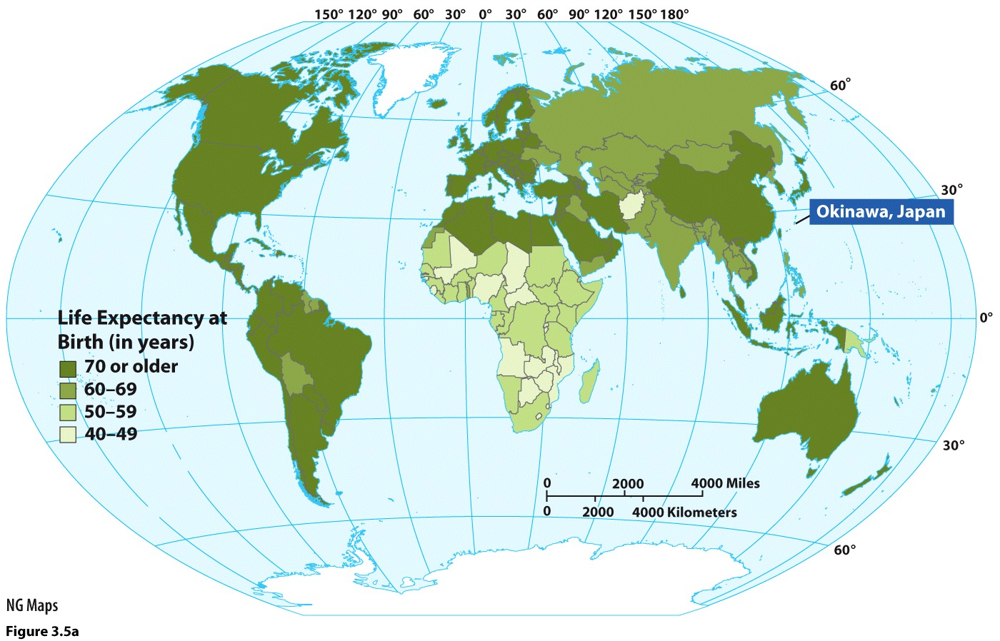 150° 120° 90° 60° 30° 0° 30° 60° 90° 120° 150° 180°
60°
30°
Okinawa, Japan
0°
Life Expectancy at
Birth (in years)
70 or older
60–69
50–59
40–49
30°
0 2000 4000 Miles
0 2000 4000 Kilometers
60°
NG Maps
Figure 3.5a